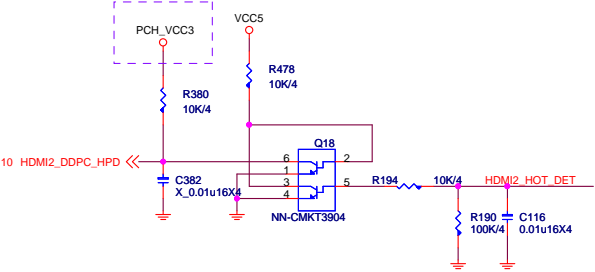 PCH_VCC3
VCC5
R478
10K/4
R380
10K/4
Q18
10 HDMI2_DDPC_HPD
6
2
1
C382
X_0.01u16X4
3
5
4
R194
10K/4
HDMI2_HOT_DET
NN-CMKT3904
R190
100K/4
C116
0.01u16X4